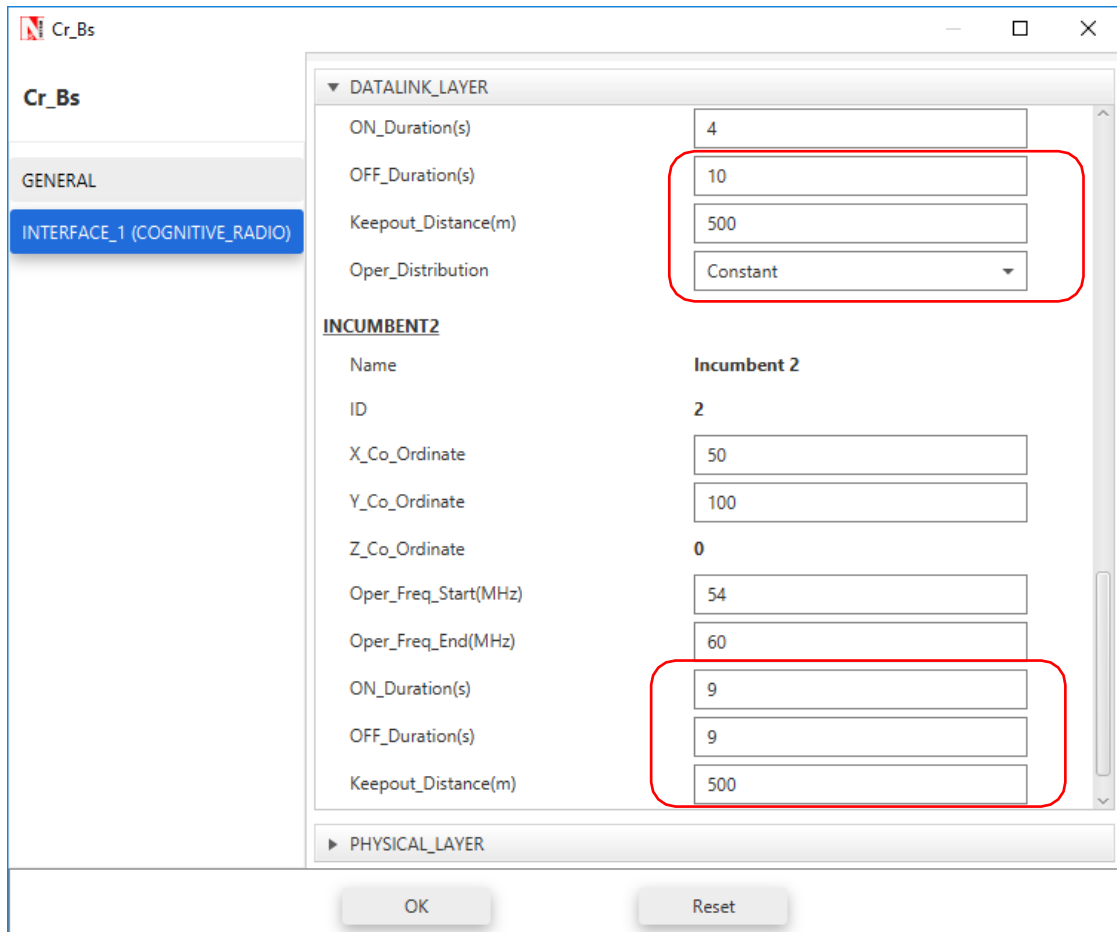 Cr_Bs
Cr_Bs
GENERAL
INTERFACE_1 (COGNITIVE_RADIO)
DATALINK_LAYER
ON_Duration(s) 4
OFF_Duration(s) 10
Keepout_Distance(m) 500
Oper_Distribution Constant
INCUMBENT2
Name Incumbent 2
ID 2
X_Co_Ordinate 50
Y_Co_Ordinate 100
Z_Co_Ordinate 0
Oper_Freq_Start(MHz) 54
Oper_Freq_End(MHz) 60
ON_Duration(s) 9
OFF_Duration(s) 9
Keepout_Distance(m) 500
PHYSICAL_LAYER
OK Reset